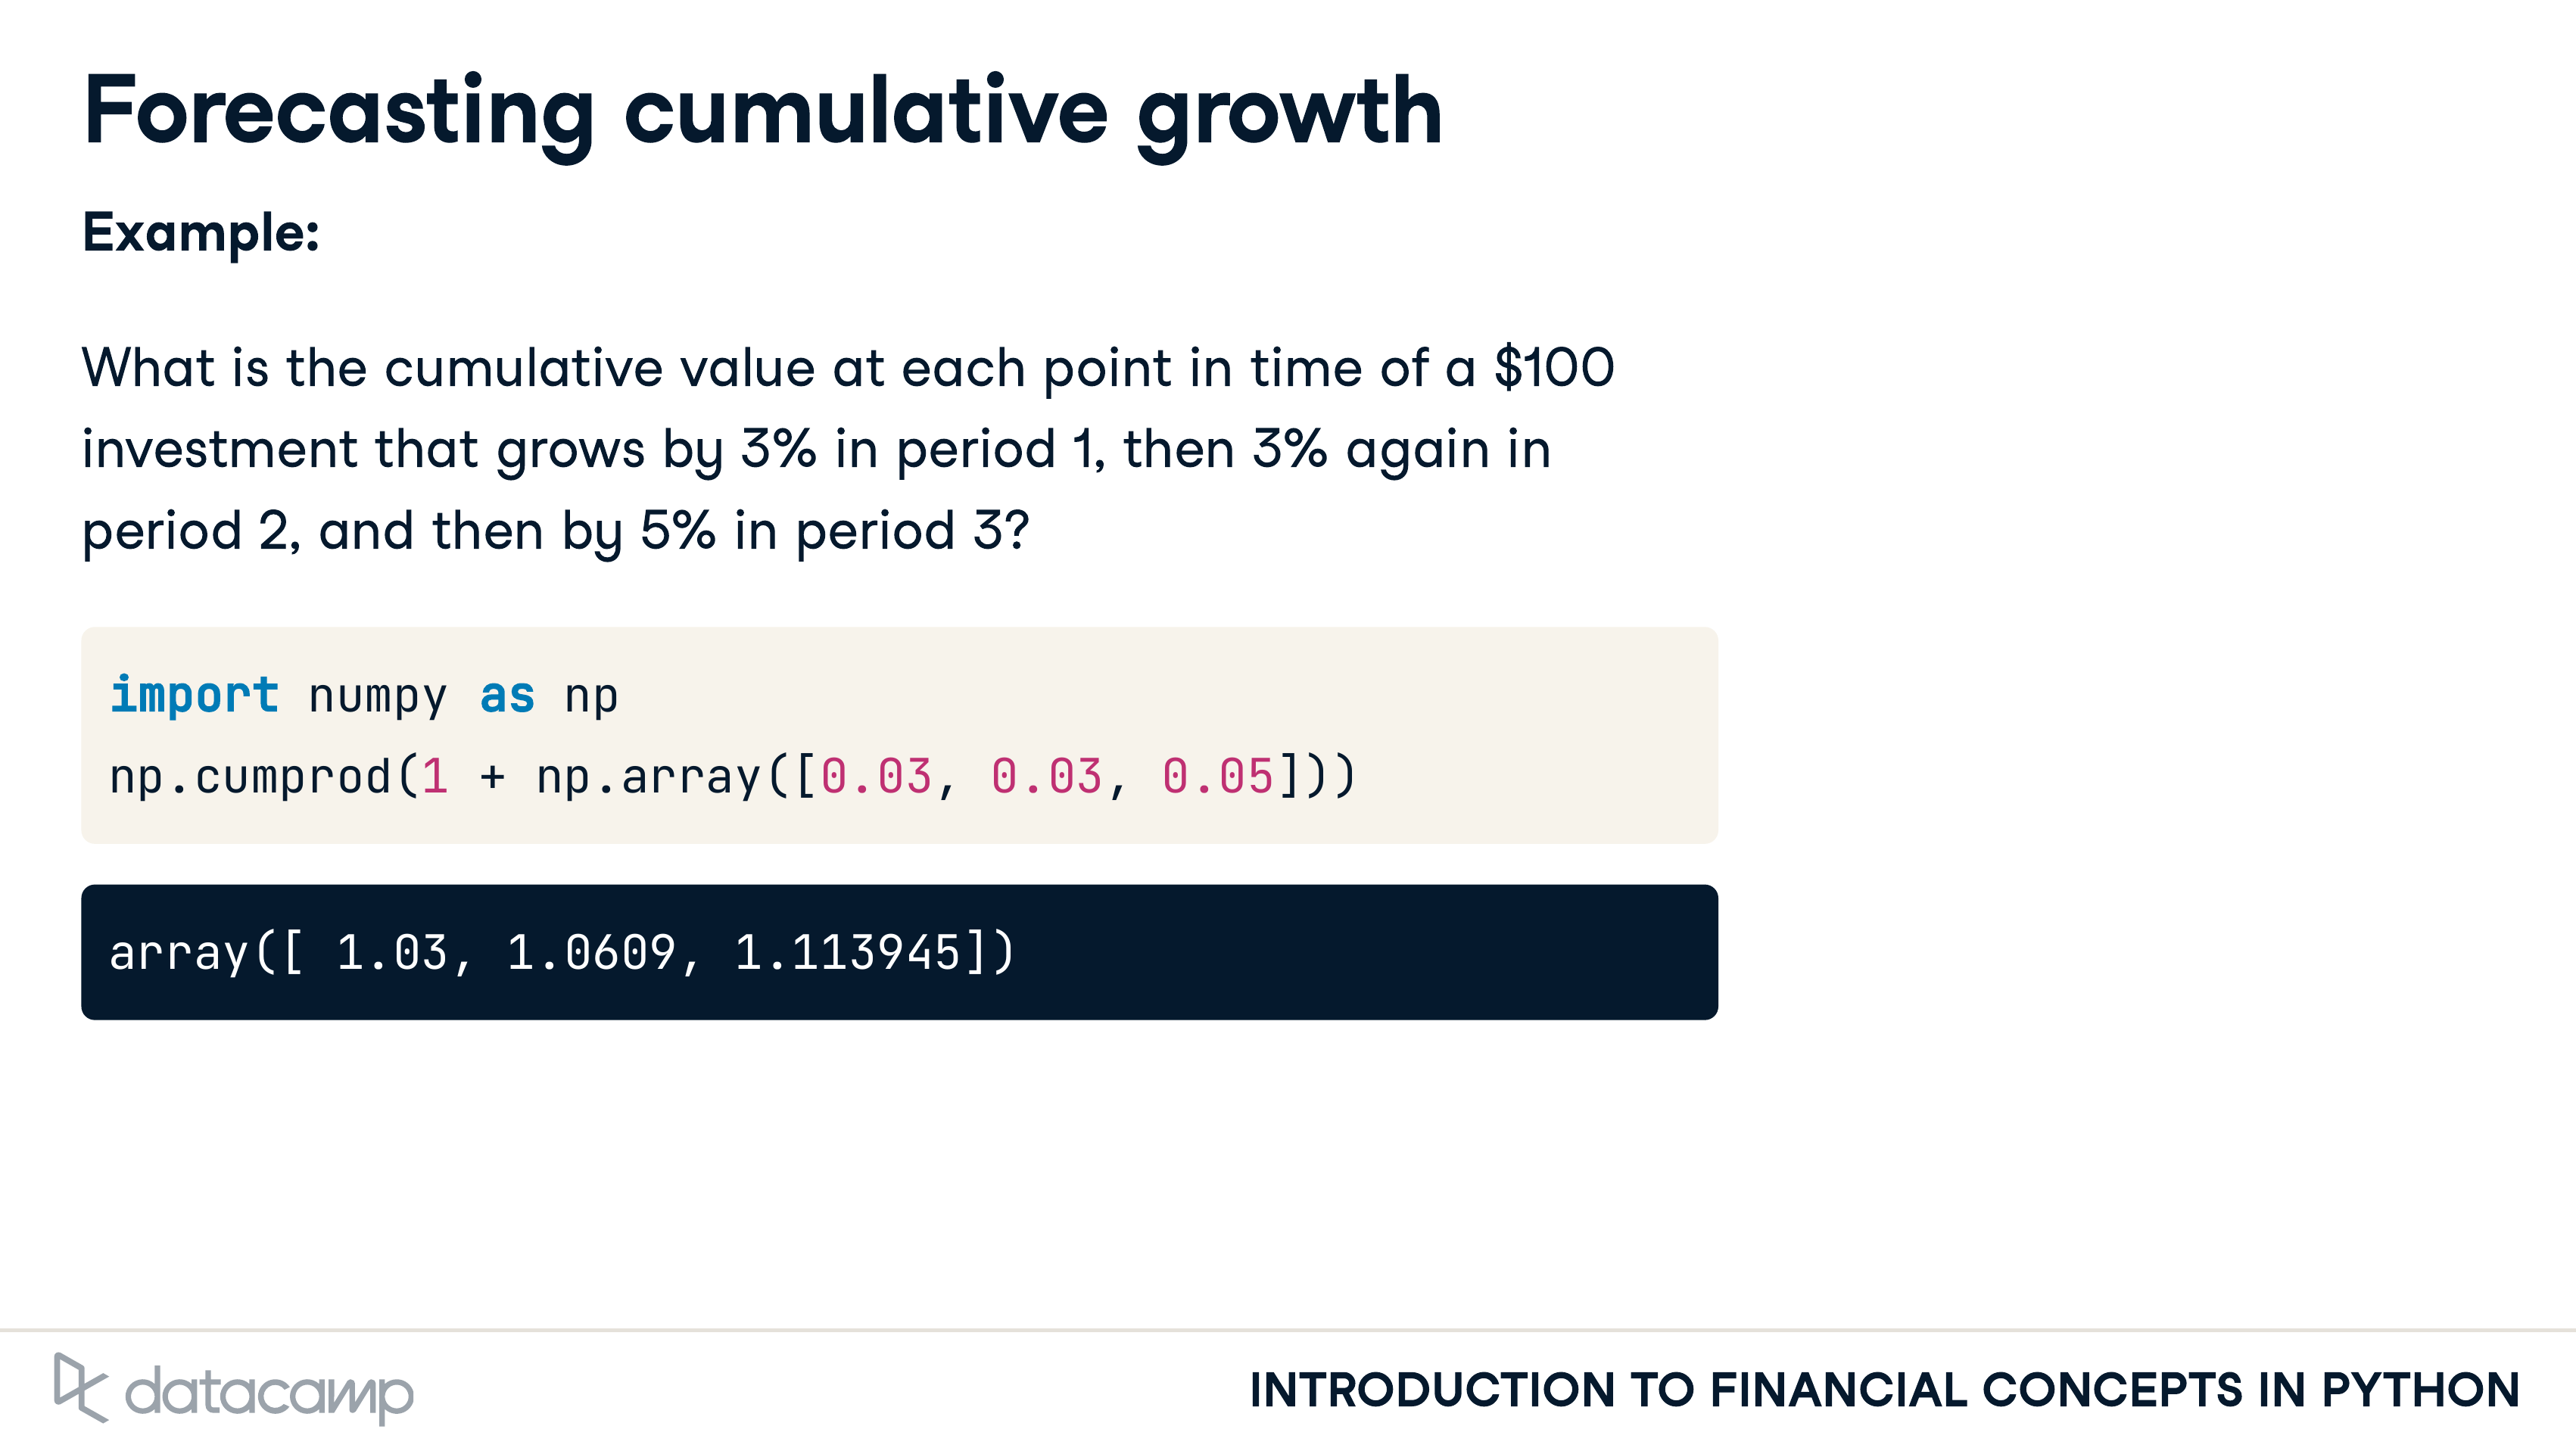 Forecasting cumulative growth
Example:
What is the cumulative value at each point in time of a $100
investment that grows by 3% in period 1, then 3% again in
period 2, and then by 5% in period 3?
import numpy as np
np.cumprod(1 + np.array([0.03, 0.03, 0.05]))
array([ 1.03, 1.0609, 1.113945])
datacamp
INTRODUCTION TO FINANCIAL CONCEPTS IN PYTHON